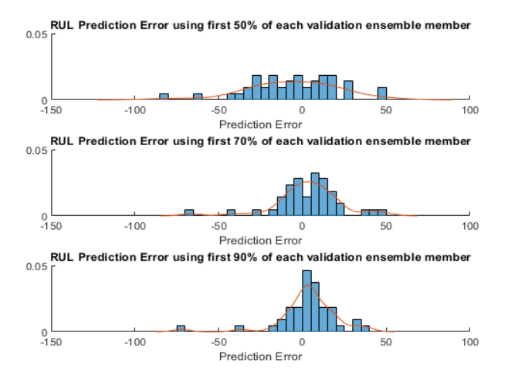 RUL Prediction Error using first 50% of each validation ensemble member
0.05
0
-150 -100 -50 0 50 100
Prediction Error
RUL Prediction Error using first 70% of each validation ensemble member
0.05
0
-150 -100 -50 0 50 100
Prediction Error
RUL Prediction Error using first 90% of each validation ensemble member
0.05
0
-150 -100 -50 0 50 100
Prediction Error